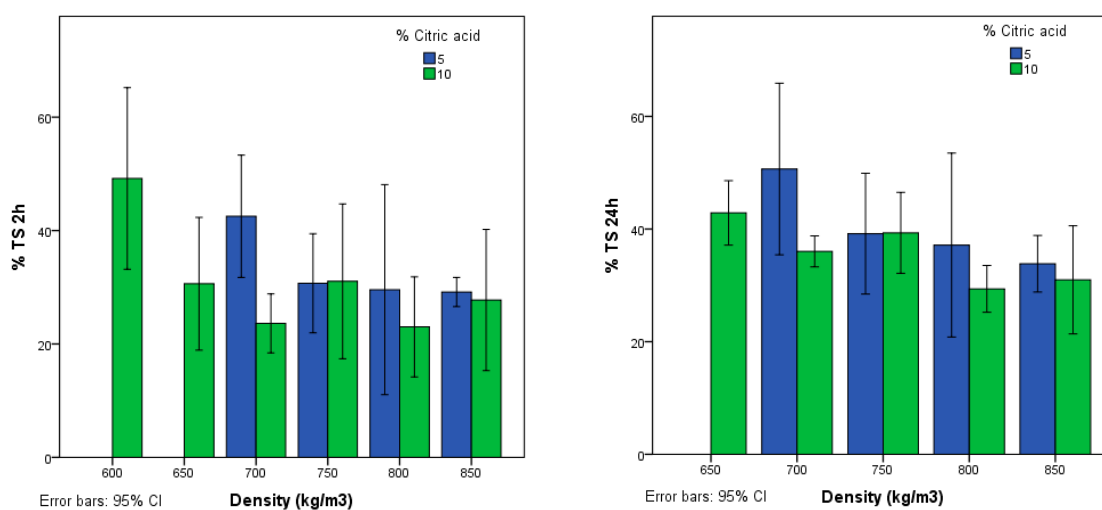 % Citric acid
5
10
60
40
20
0
% TS 2h
600 650 700 750 800 850
Error bars: 95% CI
Density (kg/m3)
% Citric acid
5
10
60
40
20
0
% TS 24h
650 700 750 800 850
Error bars: 95% CI
Density (kg/m3)